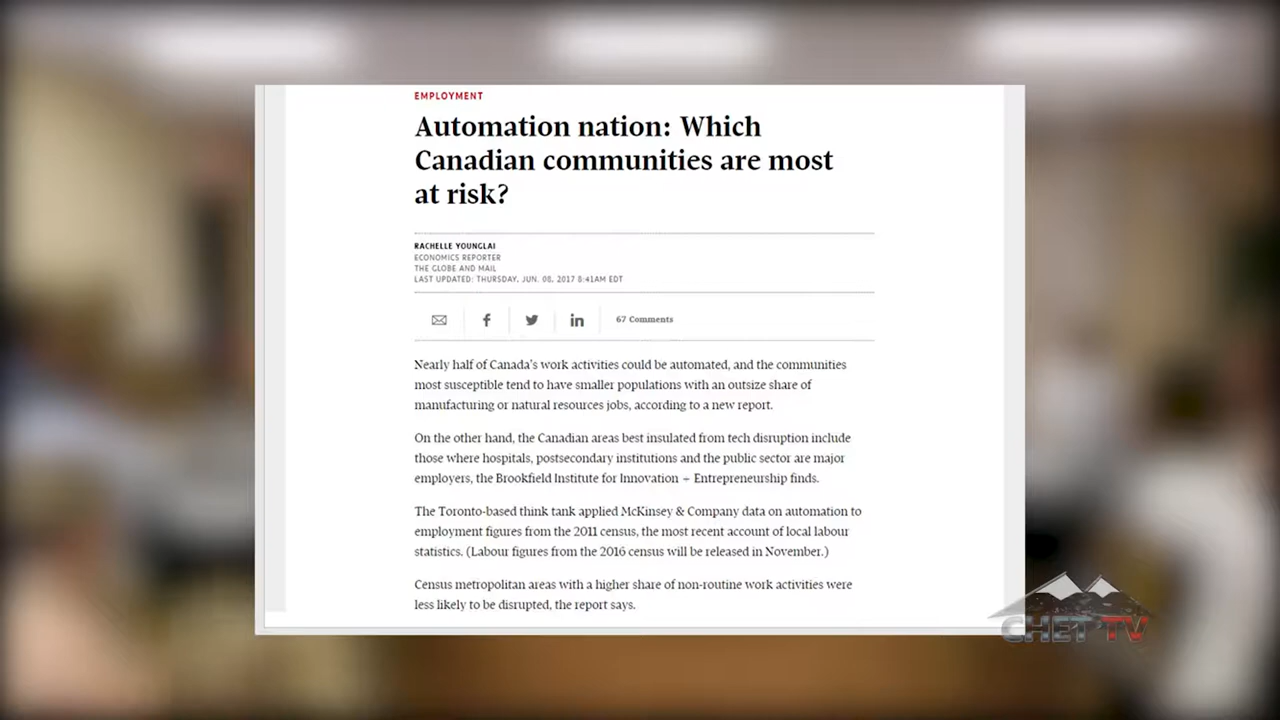 EMPLOYMENT
Automation nation: Which
Canadian communities are most
at risk?
RACHELLE YOUNGLAI
ECONOMICS REPORTER
THE GLOBE AND MAIL
LAST UPDATED: THURSDAY, JUN. 08, 2017 8:41AM EDT
67 Comments
Nearly half of Canada's work activities could be automated, and the communities
most susceptible tend to have smaller populations with an outsize share of
manufacturing or natural resources jobs, according to a new report.
On the other hand, the Canadian areas best insulated from tech disruption include
those where hospitals, postsecondary institutions and the public sector are major
employers, the Brookfield Institute for Innovation + Entrepreneurship finds.
The Toronto-based think tank applied McKinsey & Company data on automation to
employment figures from the 2011 census, the most recent account of local labour
statistics. (Labour figures from the 2016 census will be released in November.)
Census metropolitan areas with a higher share of non-routine work activities were
less likely to be disrupted, the report says.
CHET TV